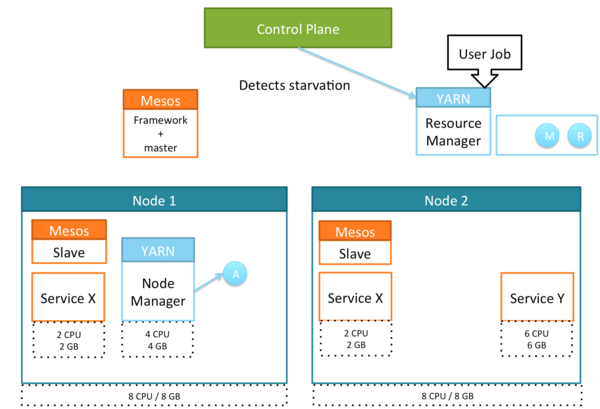 Control Plane
User Job
Detects starvation
Mesos
Framework
+
master
YARN
Resource
Manager
M
R
Node 1
Mesos
Slave
Service X
2 CPU
2 GB
YARN
Node
Manager
A
4 CPU
4 GB
8 CPU / 8 GB
Node 2
Mesos
Slave
Service X
2 CPU
2 GB
Service Y
6 CPU
6 GB
8 CPU / 8 GB